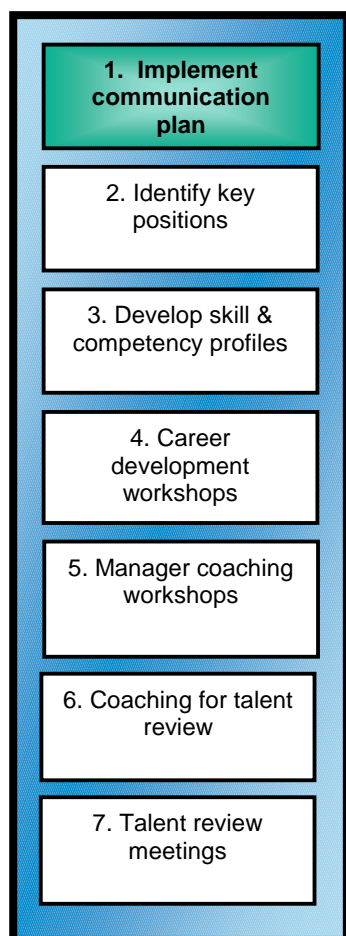 1. Implement
communication
plan
2. Identify key
positions
3. Develop skill &
competency profiles
4. Career
development
workshops
5. Manager coaching
workshops
6. Coaching for talent
review
7. Talent review
meetings